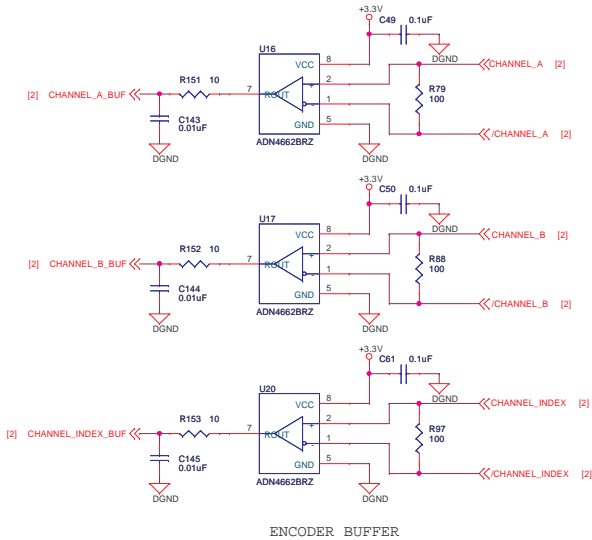 +3.3V
C49 0.1uF
DGND
U16
VCC 8
CHANNEL_A [2]
2
+
R151 10
7 ROUT
[2] CHANNEL_A_BUF
R79
100
1
-
C143
0.01uF
GND 5
/CHANNEL_A [2]
ADN4662BRZ
DGND
DGND
+3.3V
C50 0.1uF
DGND
U17
VCC 8
CHANNEL_B [2]
2
+
R152 10
7 ROUT
[2] CHANNEL_B_BUF
R88
100
1
-
C144
0.01uF
GND 5
/CHANNEL_B [2]
ADN4662BRZ
DGND
DGND
+3.3V
C61 0.1uF
DGND
U20
VCC 8
CHANNEL_INDEX [2]
2
+
R153 10
7 ROUT
[2] CHANNEL_INDEX_BUF
R97
100
1
-
C145
0.01uF
GND 5
/CHANNEL_INDEX [2]
ADN4662BRZ
DGND
DGND
ENCODER BUFFER